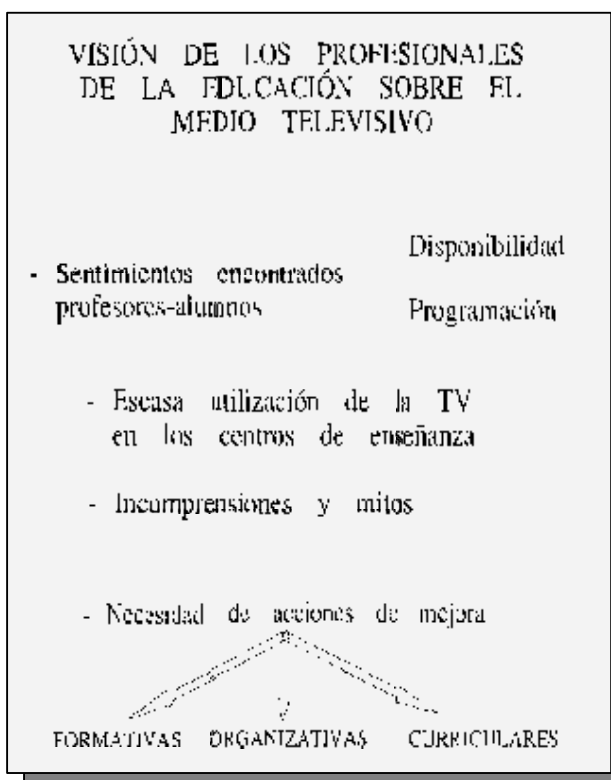 VISIÓN DE LOS PROFESIONALES
DE LA EDUCACIÓN SOBRE EL
MEDIO TELEVISIVO
Disponibilidad
- Sentimientos encontrados
profesores-alumnos
Programación
- Escasa utilización de la TV
en los centros de enseñanza
- Incomprensiones y mitos
- Necesidad de acciones de mejora
FORMATIVAS ORGANIZATIVAS CURRICULARES